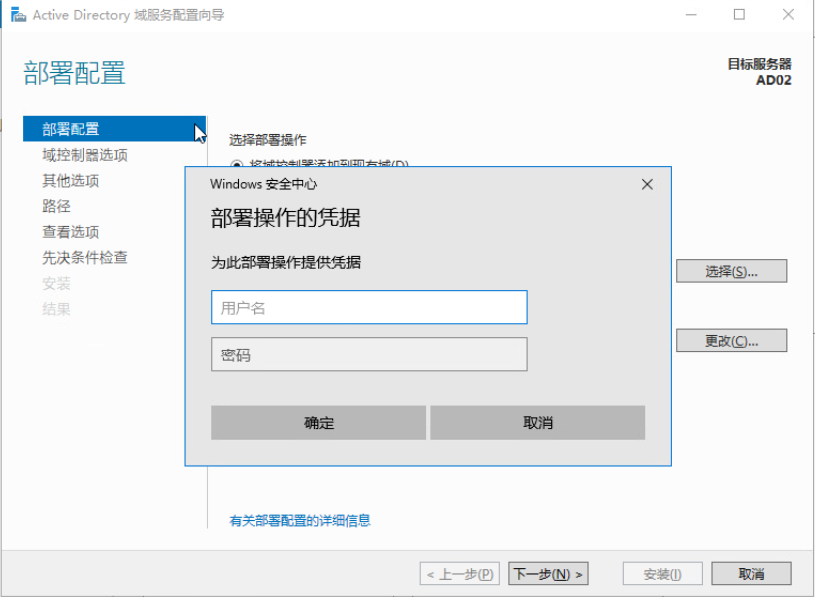 Active Directory 域服务配置向导
部署配置
目标服务器
AD02
部署配置
域控制器选项
其他选项
路径
查看选项
先决条件检查
安装
结果
选择部署操作
将域控制器添加到现有域(D)
Windows 安全中心
部署操作的凭据
为此部署操作提供凭据
用户名
密码
确定
取消
选择(S)...
更改(C)...
有关部署配置的详细信息
< 上一步(P)
下一步(N) >
安装(I)
取消